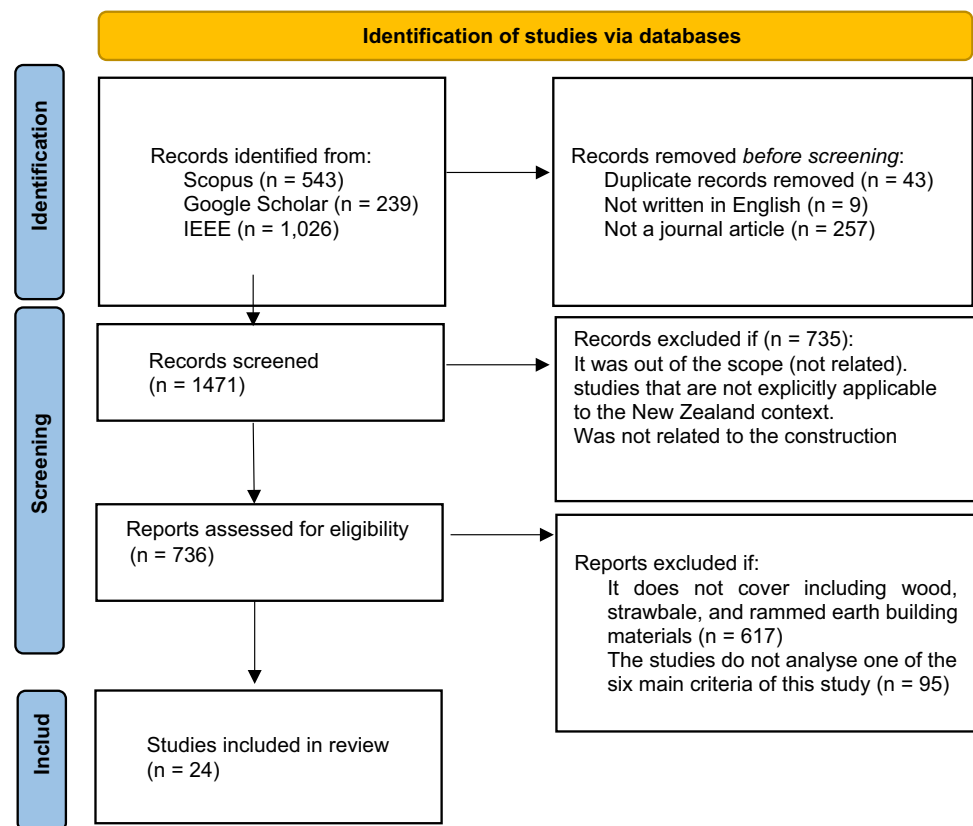 Identification of studies via databases
Identification
Records identified from:
Scopus (n = 543)
Google Scholar (n = 239)
IEEE (n = 1,026)
Records removed before screening:
Duplicate records removed (n = 43)
Not written in English (n = 9)
Not a journal article (n = 257)
Screening
Records screened
(n = 1471)
Records excluded if (n = 735):
It was out of the scope (not related).
studies that are not explicitly applicable
to the New Zealand context.
Was not related to the construction
Reports assessed for eligibility
(n = 736)
Reports excluded if:
It does not cover including wood,
strawbale, and rammed earth building
materials (n = 617)
The studies do not analyse one of the
six main criteria of this study (n = 95)
Includ
Studies included in review
(n = 24)